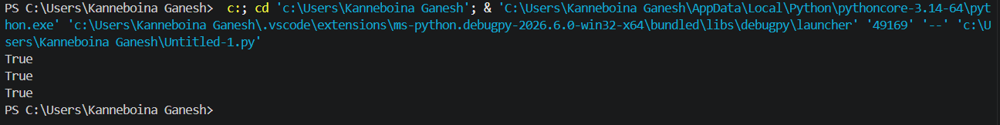 PS C:\Users\Kanneboina Ganesh>  c:; cd 'c:\Users\Kanneboina Ganesh'; & 'C:\Users\Kanneboina Ganesh\AppData\Local\Python\pythoncore-3.14-64\pyt
hon.exe' 'c:\Users\Kanneboina Ganesh\.vscode\extensions\ms-python.debugpy-2026.6.0-win32-x64\bundled\libs\debugpy\launcher' '49169' '--' 'c:\U
sers\Kanneboina Ganesh\Untitled-1.py'
True
True
True
PS C:\Users\Kanneboina Ganesh>